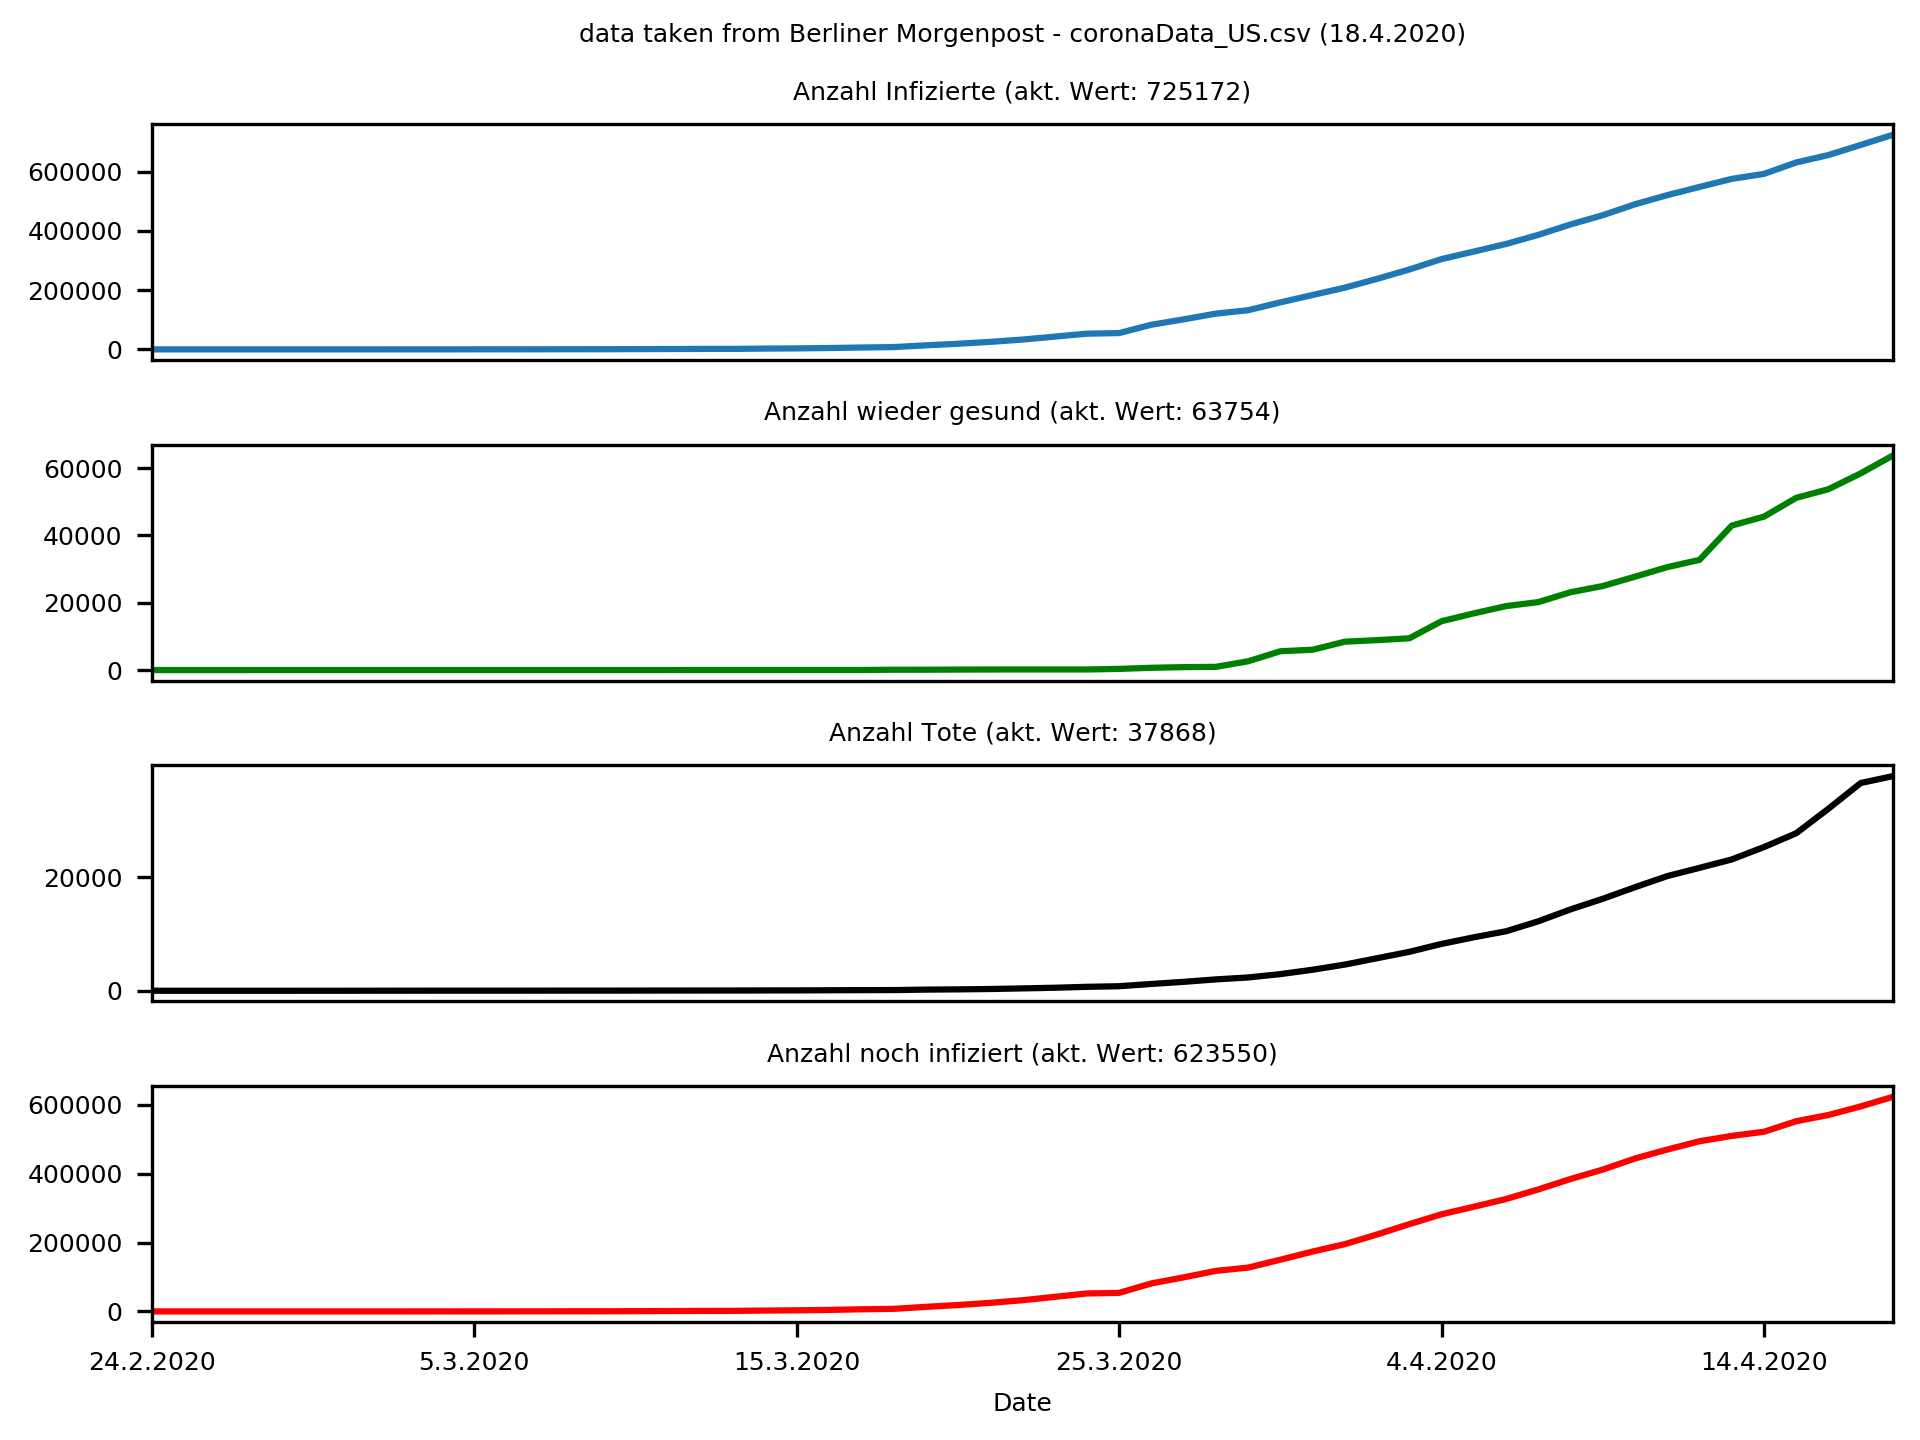 data taken from Berliner Morgenpost - coronaData_US.csv (18.4.2020)
Anzahl Infizierte (akt. Wert: 725172)
600000
400000
200000
0
Anzahl wieder gesund (akt. Wert: 63754)
60000
40000
20000
0
Anzahl Tote (akt. Wert: 37868)
20000
0
Anzahl noch infiziert (akt. Wert: 623550)
600000
400000
200000
0
24.2.2020 5.3.2020 15.3.2020 25.3.2020 4.4.2020 14.4.2020
Date